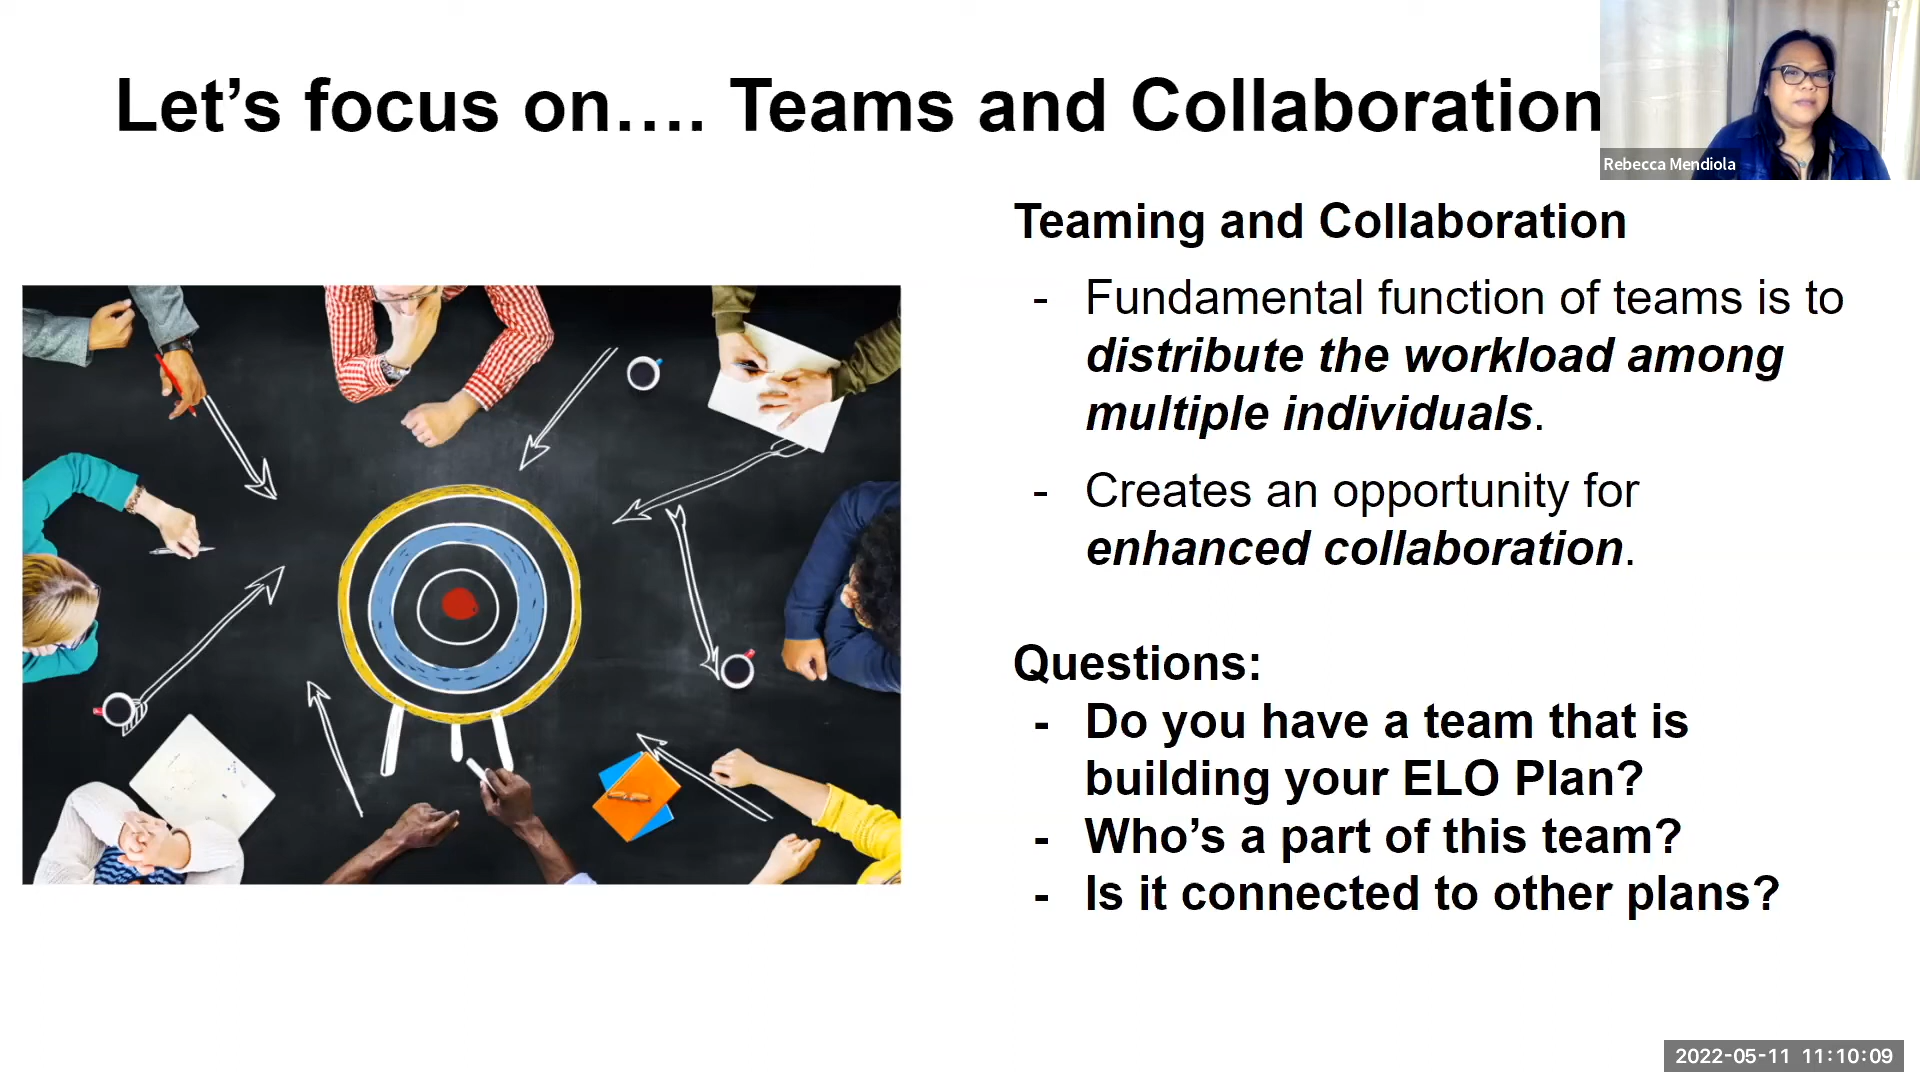 Let’s focus on…. Teams and Collaboration
Rebecca Mendiola
Teaming and Collaboration
- Fundamental function of teams is to
distribute the workload among
multiple individuals.
- Creates an opportunity for
enhanced collaboration.
Questions:
- Do you have a team that is
building your ELO Plan?
- Who’s a part of this team?
- Is it connected to other plans?
2022-05-11 11:10:09